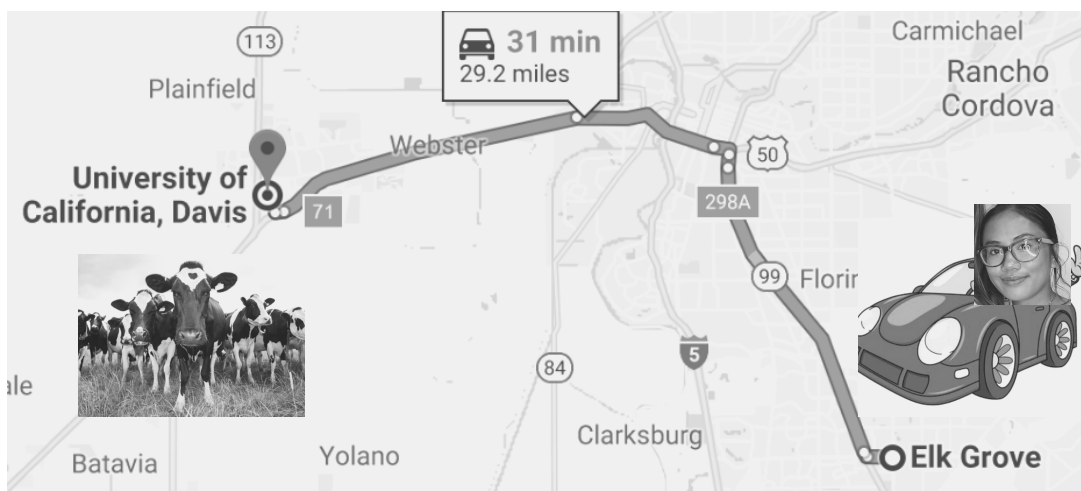 113
Plainfield
31 min
29.2 miles
Carmichael
Rancho
Cordova
Webster
50
University of
California, Davis
71
298A
99
Florir
5
84
ale
Clarksburg
Batavia
Yolano
Elk Grove